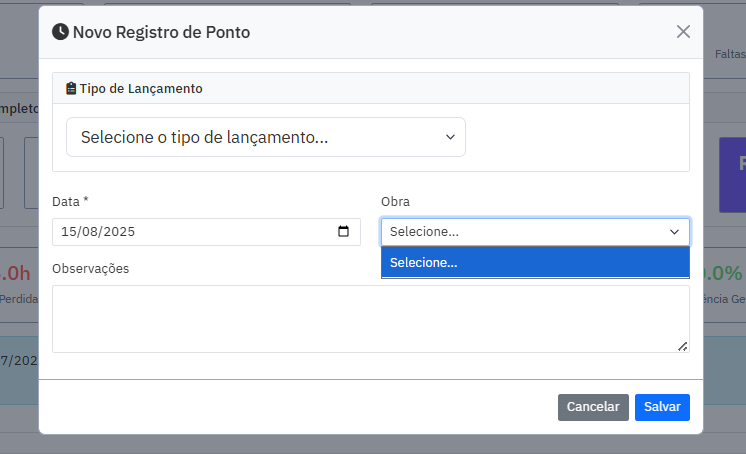 Novo Registro de Ponto
Faltas
Tipo de Lançamento
mpleto
Selecione o tipo de lançamento...
R
Data *
Obra
15/08/2025
Selecione...
Selecione...
.0h
.0%
Observações
Perdida
ência Ge
7/202
Cancelar
Salvar